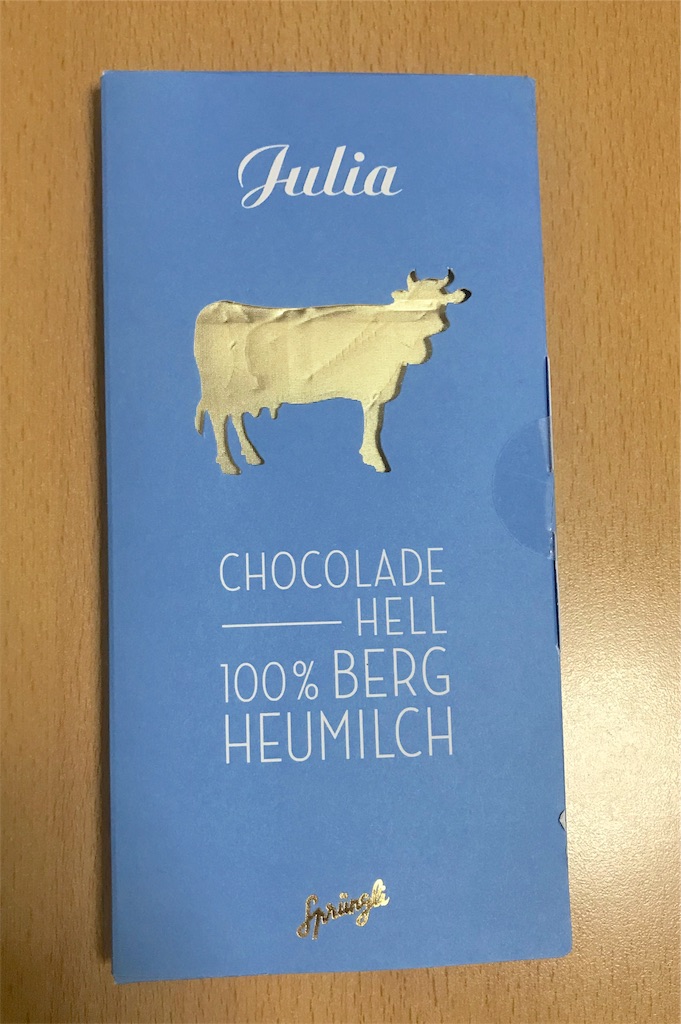 Julia
CHOCOLADE
HELL
100% BERG
HEUMILCH
Sprüngli